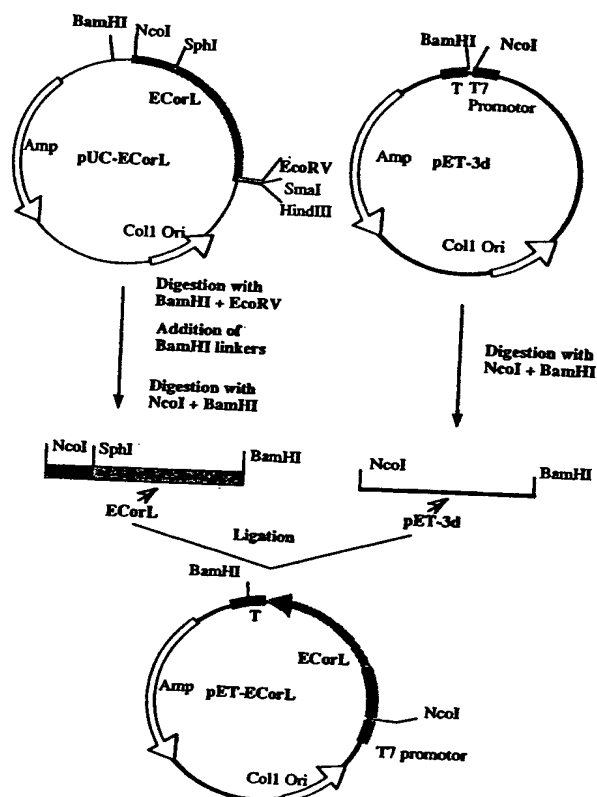 BamHI
NcoI
SphI
ECorL
Amp
pUC-ECorL
EcoRV
SmaI
HindIII
Col1 Ori
BamHI
NcoI
T T7
Promotor
Amp
pET-3d
Col1 Ori
Digestion with
BamHI + EcoRV
Addition of
BamHI linkers
Digestion with
NcoI + BamHI
Digestion with
NcoI + BamHI
NcoI
SphI
BamHI
ECorL
NcoI
BamHI
pET-3d
Ligation
BamHI
T
ECorL
Amp
pET-ECorL
NcoI
T7 promotor
Col1 Ori